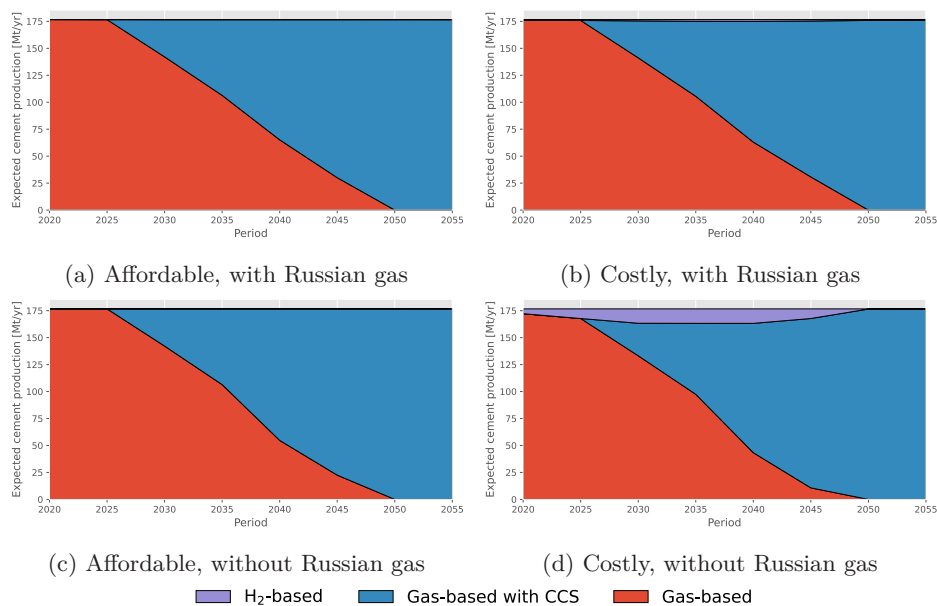 Expected cement production [Mt/yr]
175
150
125
100
75
50
25
0
2020 2025 2030 2035 2040 2045 2050 2055
Period
(a) Affordable, with Russian gas
Expected cement production [Mt/yr]
175
150
125
100
75
50
25
0
2020 2025 2030 2035 2040 2045 2050 2055
Period
(b) Costly, with Russian gas
Expected cement production [Mt/yr]
175
150
125
100
75
50
25
0
2020 2025 2030 2035 2040 2045 2050 2055
Period
(c) Affordable, without Russian gas
Expected cement production [Mt/yr]
175
150
125
100
75
50
25
0
2020 2025 2030 2035 2040 2045 2050 2055
Period
(d) Costly, without Russian gas
H₂-based Gas-based with CCS Gas-based